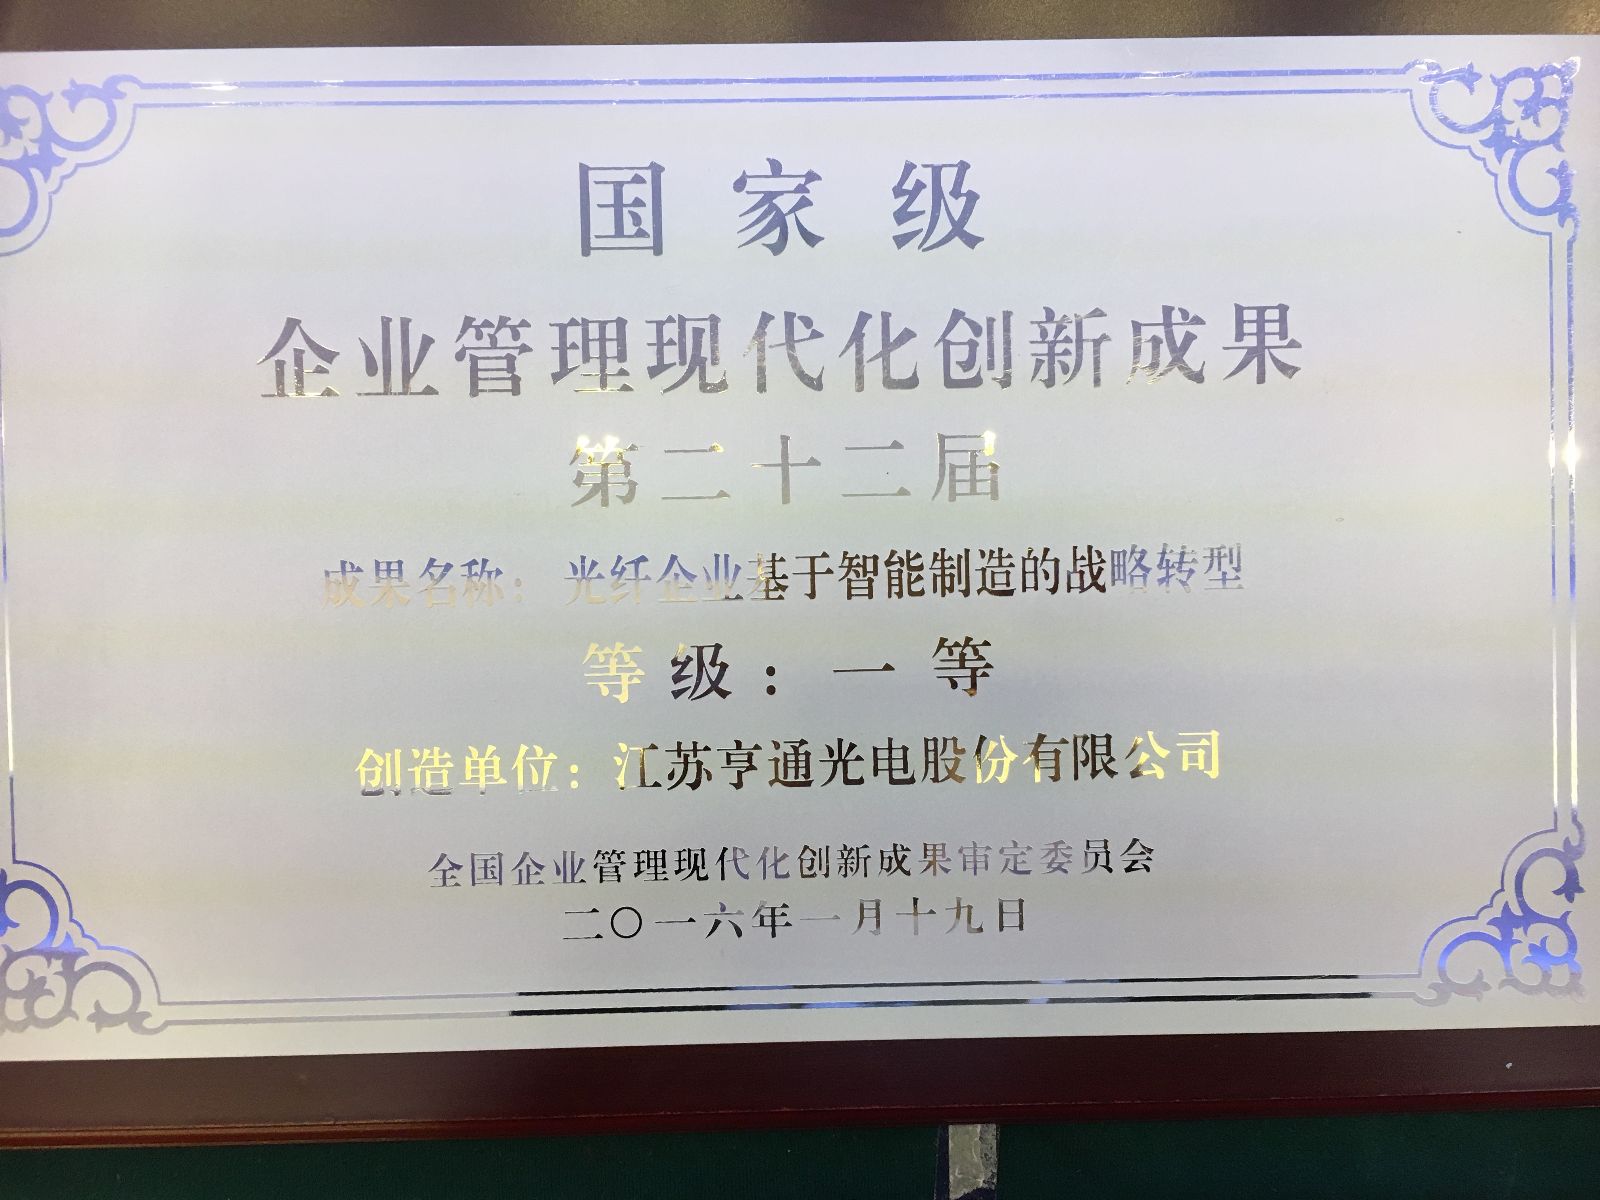 国家级
企业管理现代化创新成果
第二十二届
成果名称：光纤企业基于智能制造的战略转型
等级：一等
创造单位：江苏亨通光电股份有限公司
全国企业管理现代化创新成果审定委员会
二〇一六年一月十九日